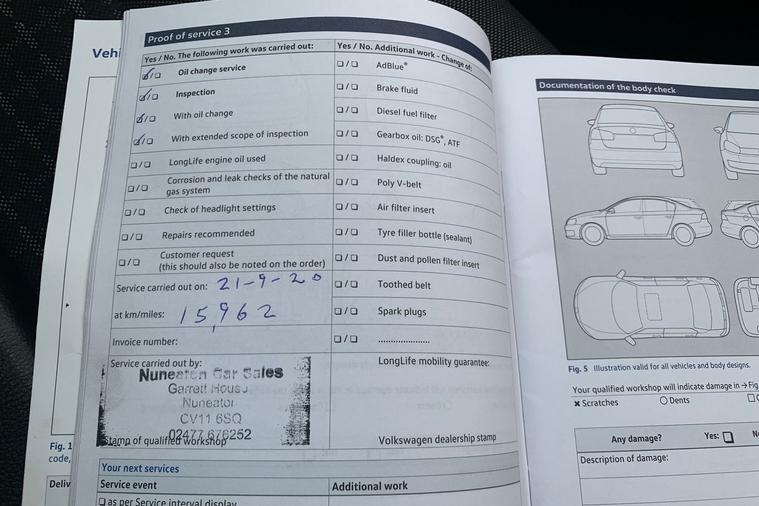 Vehi
Proof of service 3
Yes / No. The following work was carried out:
Oil change service
Inspection
With oil change
With extended scope of inspection
LongLife engine oil used
Corrosion and leak checks of the natural
gas system
Check of headlight settings
Repairs recommended
Customer request
(this should also be noted on the order)
Service carried out on: 21-9-20
at km/miles: 15,962
Invoice number:
Service carried out by:
Nuneaton Car Sales
Garrett House
Nuneaton
CV11 6SQ
02477 676252
Stamp of qualified workshop
Yes / No. Additional work - Change of:
AdBlue®
Brake fluid
Diesel fuel filter
Gearbox oil: DSG®, ATF
Haldex coupling: oil
Poly V-belt
Air filter insert
Tyre filler bottle (sealant)
Dust and pollen filter insert
Toothed belt
Spark plugs
......................
LongLife mobility guarantee:
Volkswagen dealership stamp
Your next services
Service event
Additional work
as per Service interval display
Fig. 1
code,
Deliv
Documentation of the body check
Fig. 5 Illustration valid for all vehicles and body designs.
Your qualified workshop will indicate damage in → Fig
× Scratches
O Dents
Any damage?
Yes:
N
Description of damage: